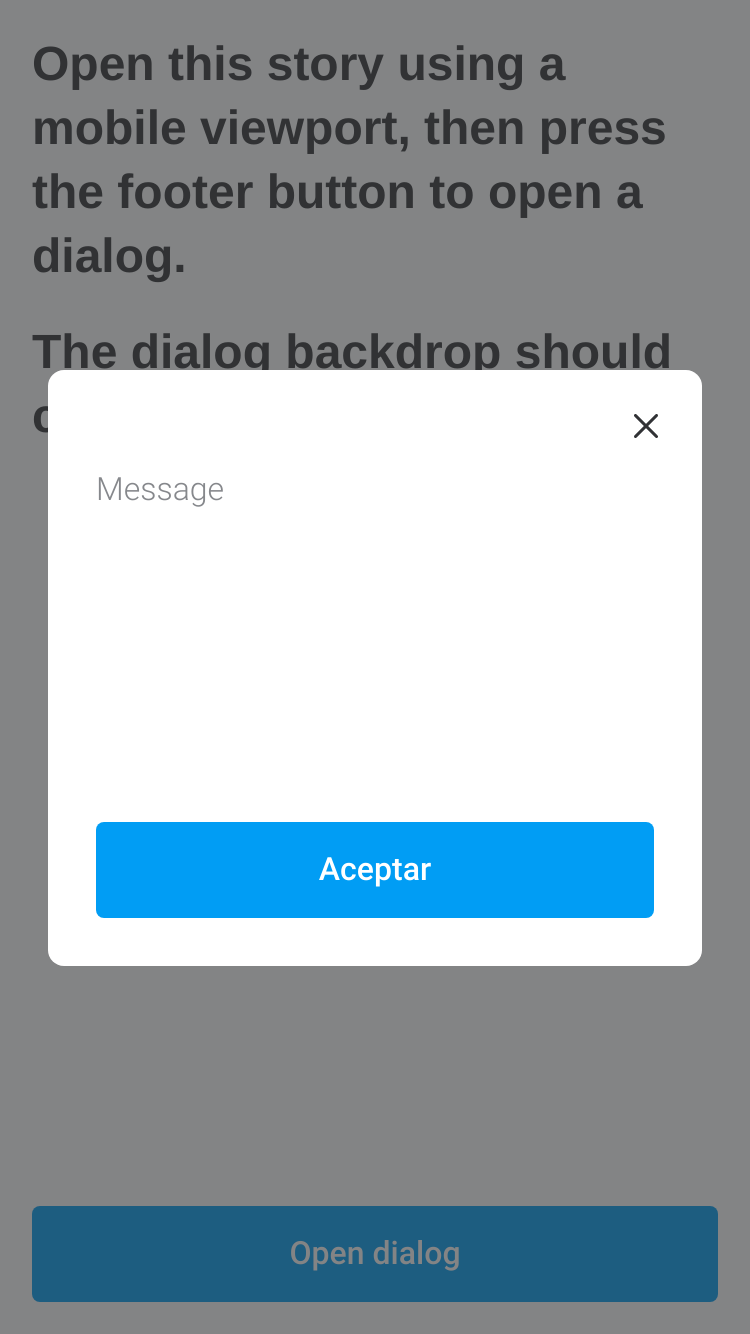 Open this story using a
mobile viewport, then press
the footer button to open a
dialog.
The dialog backdrop should
Message
Aceptar
Open dialog